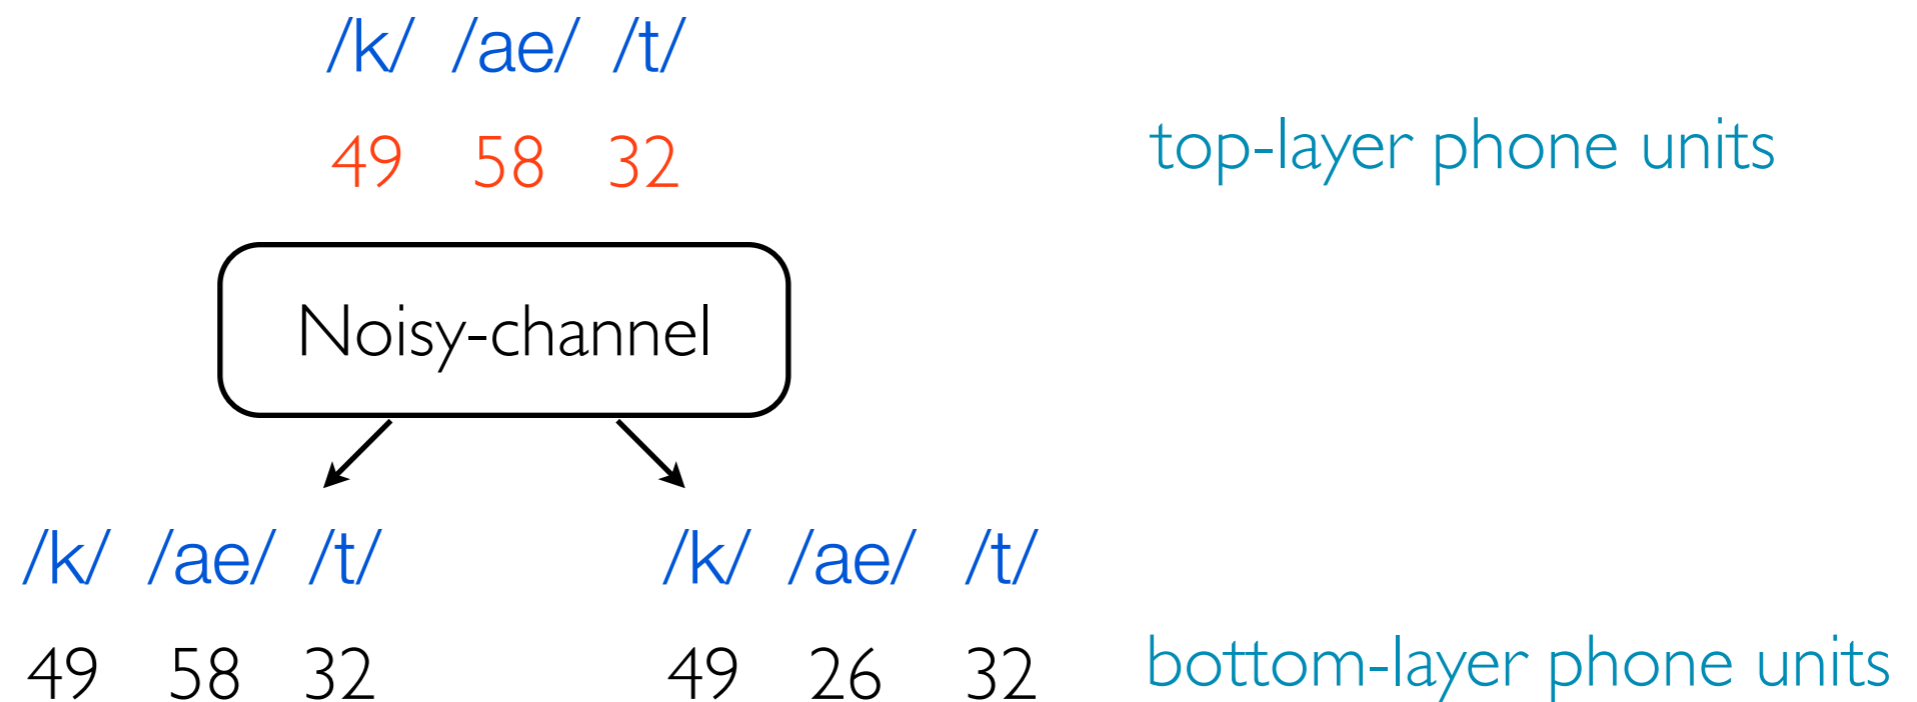 /k/ /ae/ /t/
49 58 32
top-layer phone units
Noisy-channel
/k/ /ae/ /t/ /k/ /ae/ /t/
49 58 32 49 26 32
bottom-layer phone units